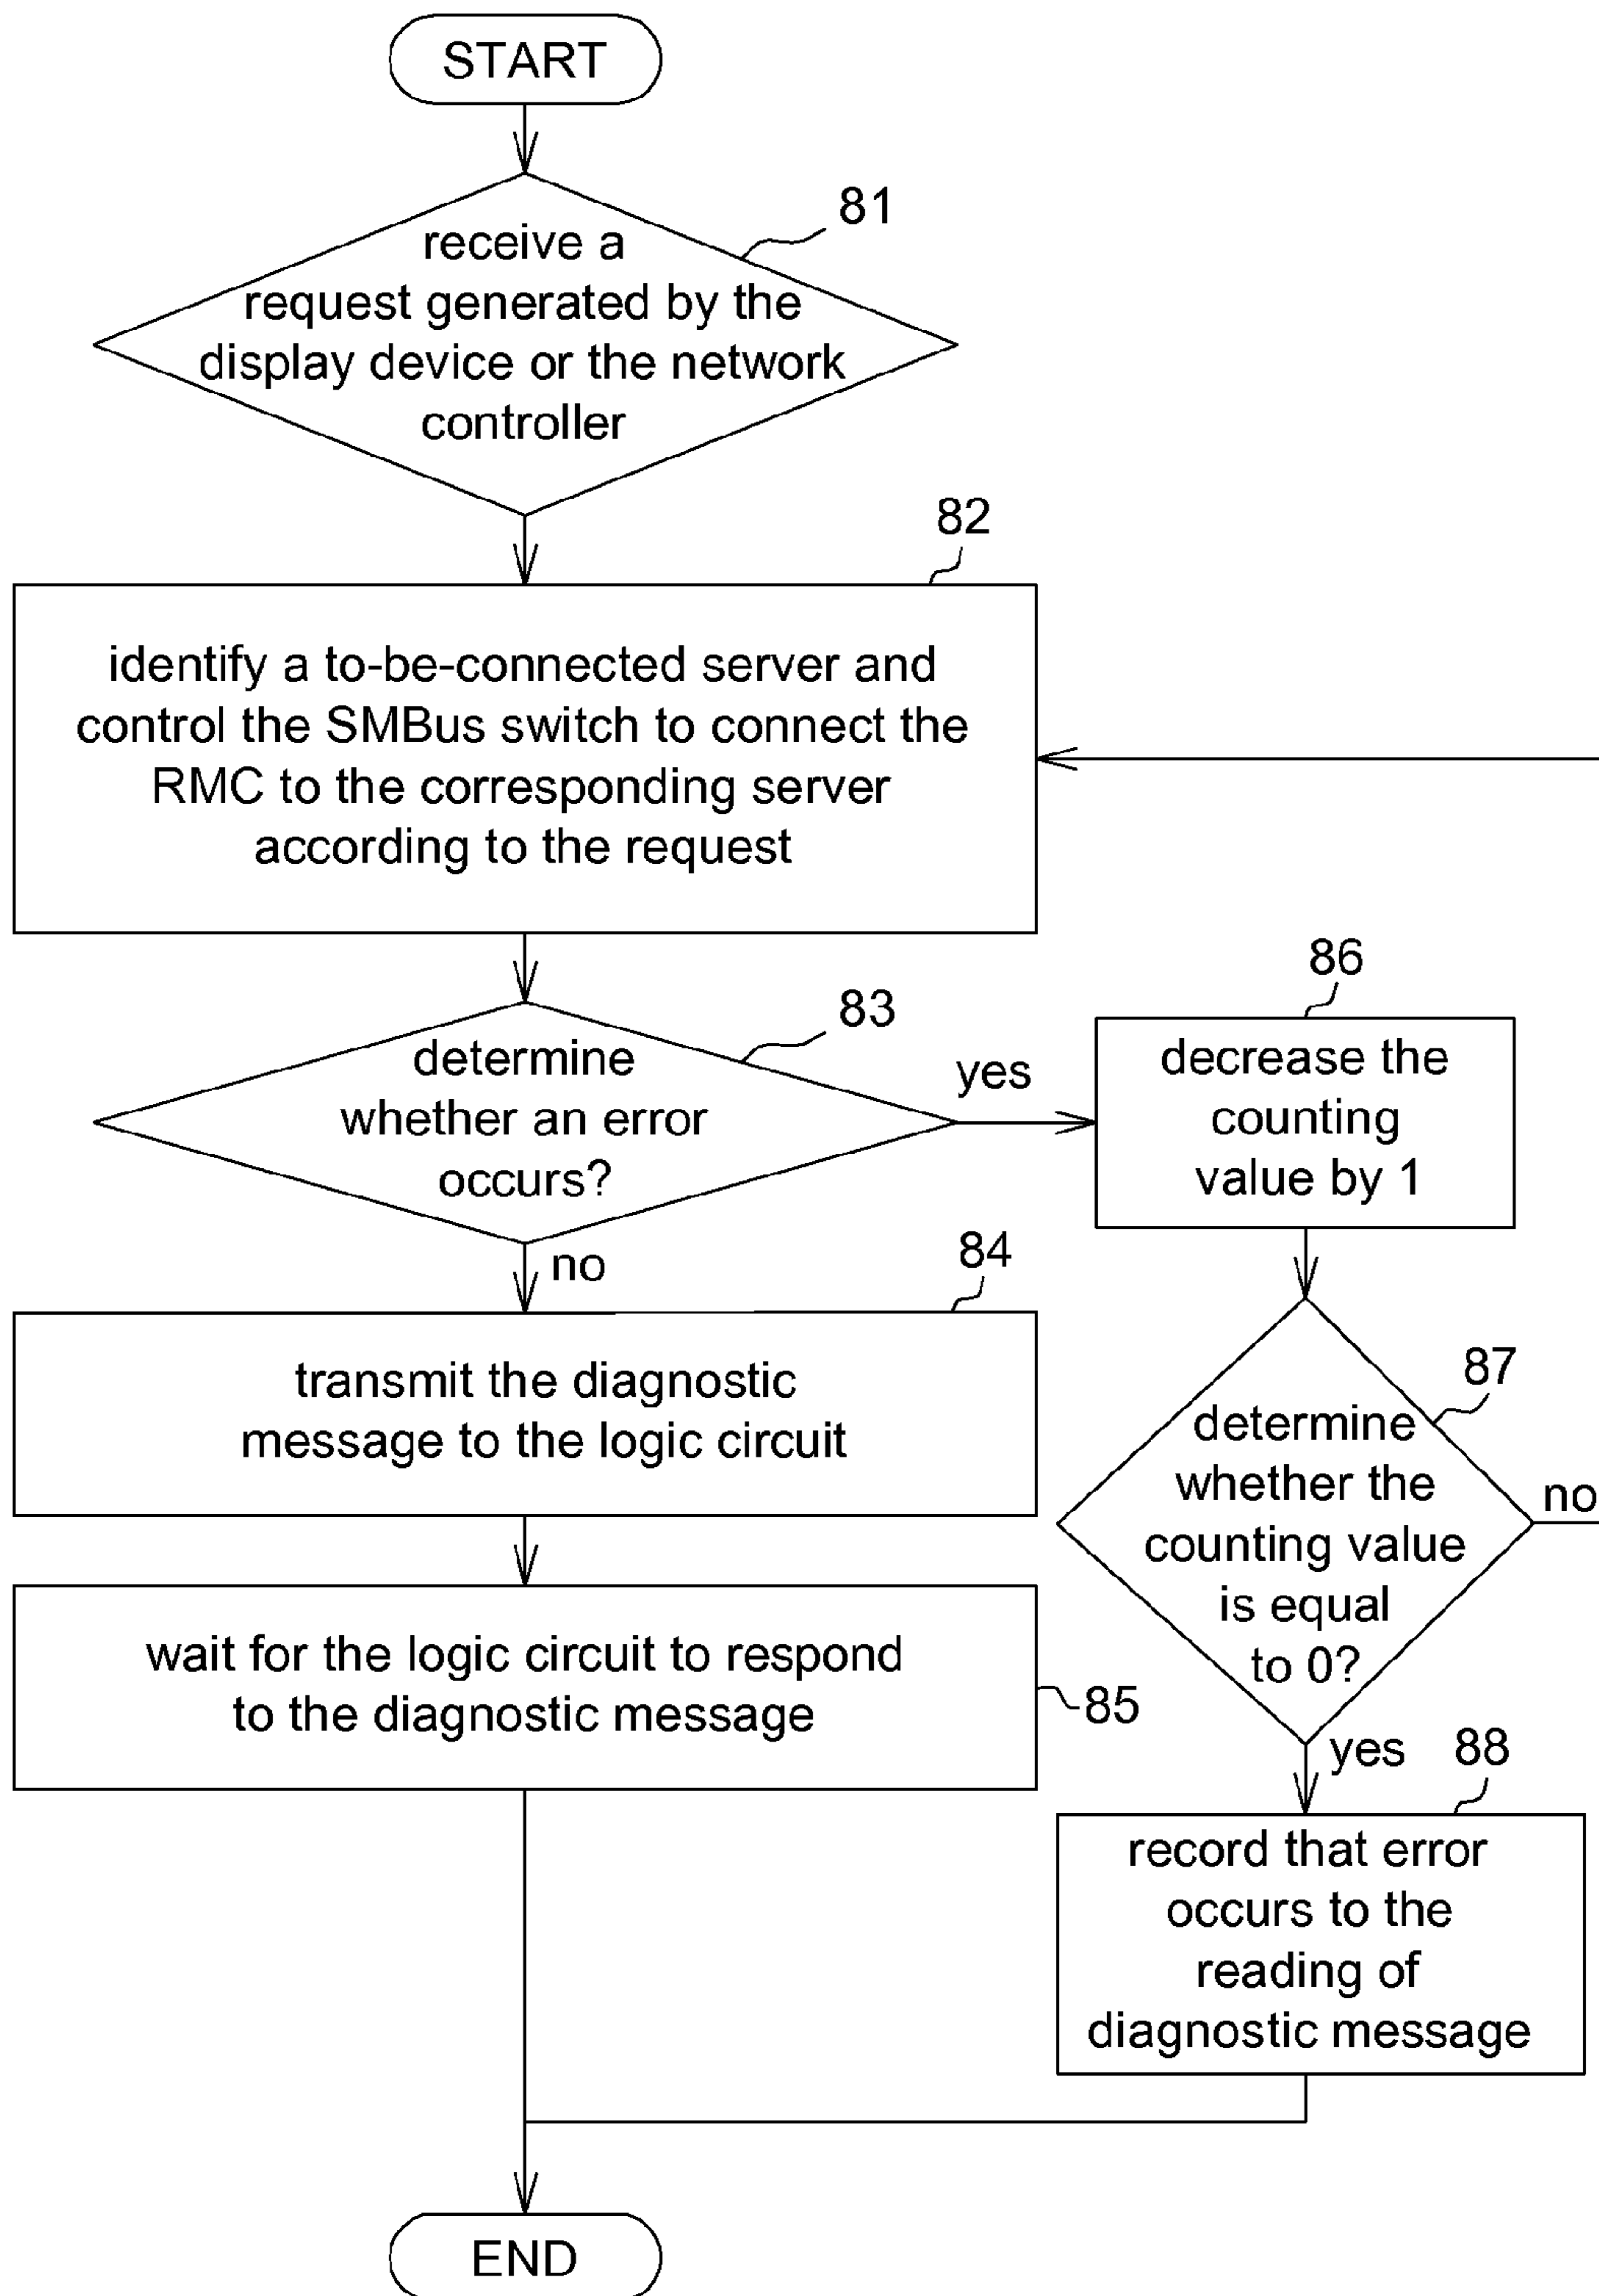 START
81
receive a
request generated by the
display device or the network
controller
82
identify a to-be-connected server and
control the SMBus switch to connect the
RMC to the corresponding server
according to the request
83
determine
whether an error
occurs?
yes
no
86
decrease the
counting
value by 1
84
transmit the diagnostic
message to the logic circuit
87
determine
whether the
counting value
is equal
to 0?
no
yes
85
wait for the logic circuit to respond
to the diagnostic message
88
record that error
occurs to the
reading of
diagnostic message
END